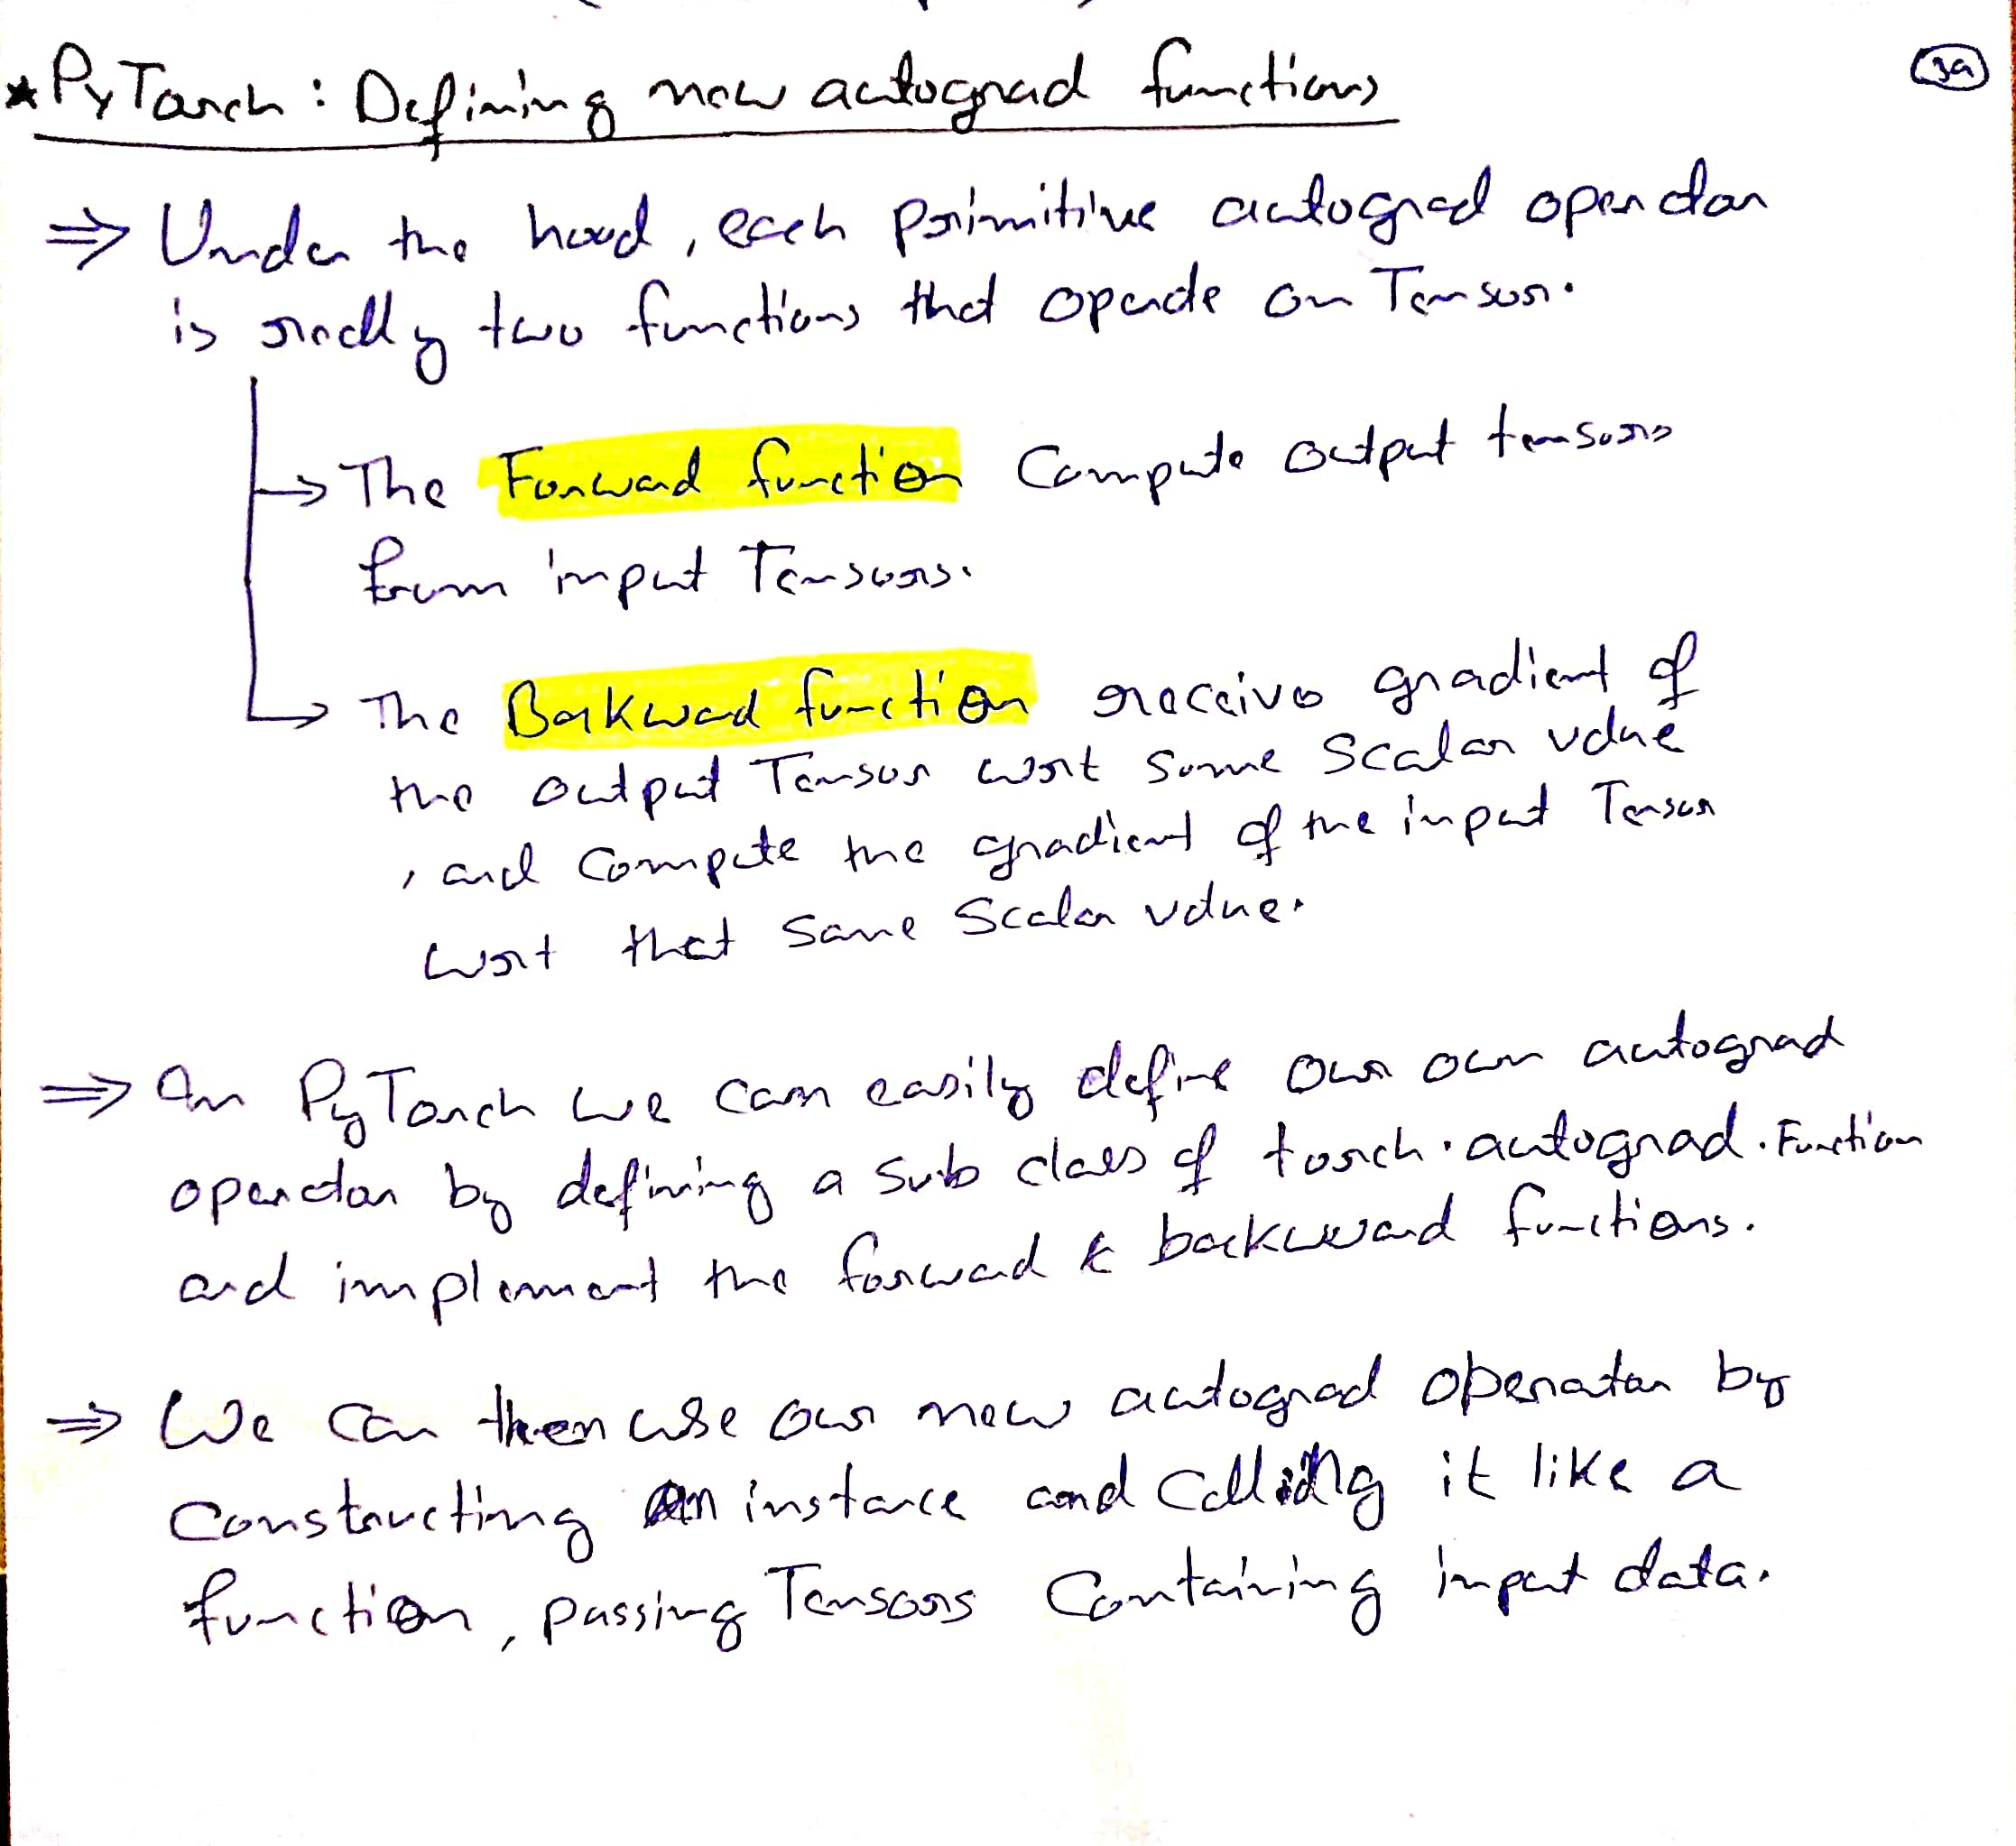 * PyTorch : Defining new autograd functions
39
⇒ Under the hood, each primitive autograd operator
is really two functions that operate on Tensor.
→ The Forward function Compute output tensors
from input Tensors.
→ The Backward function receive gradient of
the output Tensor wrt some scalar value
, and compute the gradient of the input Tensor
wrt that same scalar value.
⇒ In PyTorch we can easily define our own autograd
operator by defining a sub class of torch.autograd.Function
and implement the forward & backward functions.
⇒ We can then use our new autograd operator by
constructing an instance and calling it like a
function, passing Tensors containing input data.